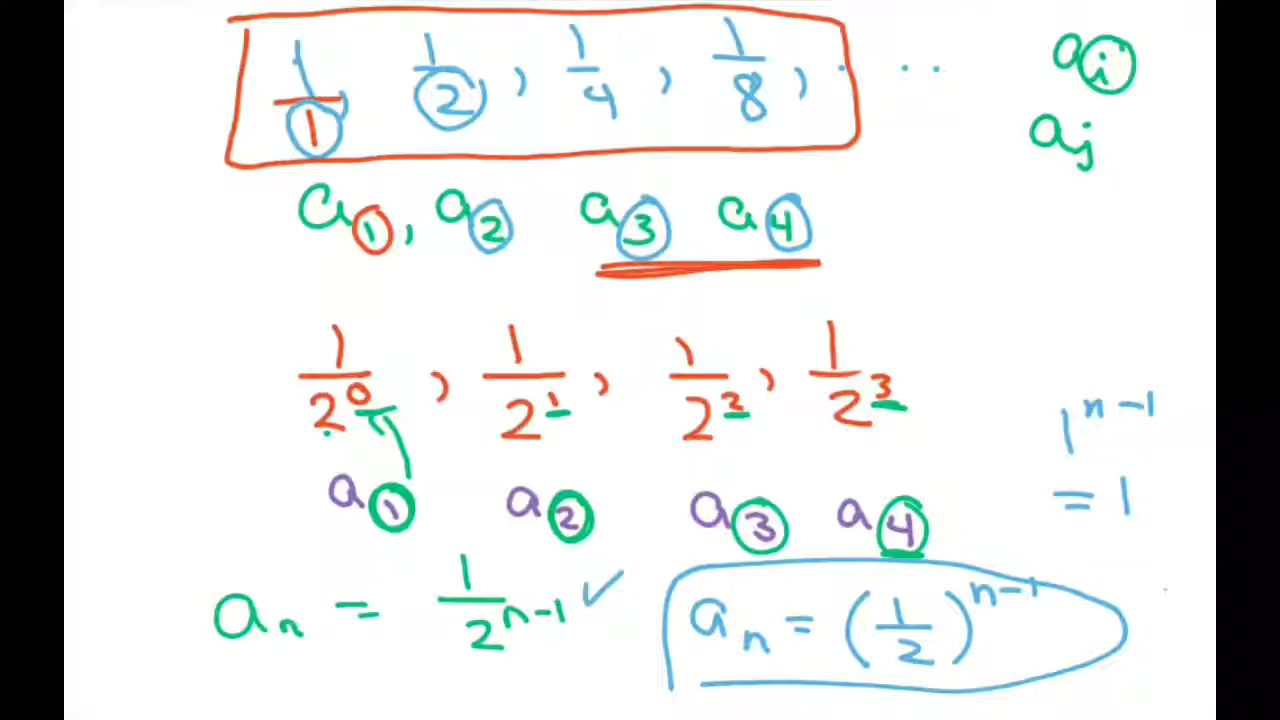 1/1, 1/2, 1/4, 1/8, ... a_i
a_j
a_1, a_2 a_3 a_4
1/2^0, 1/2^1, 1/2^2, 1/2^3
1^{n-1}
a_1 a_2 a_3 a_4 = 1
a_n = 1/2^{n-1} ✓ a_n = (1/2)^{n-1}